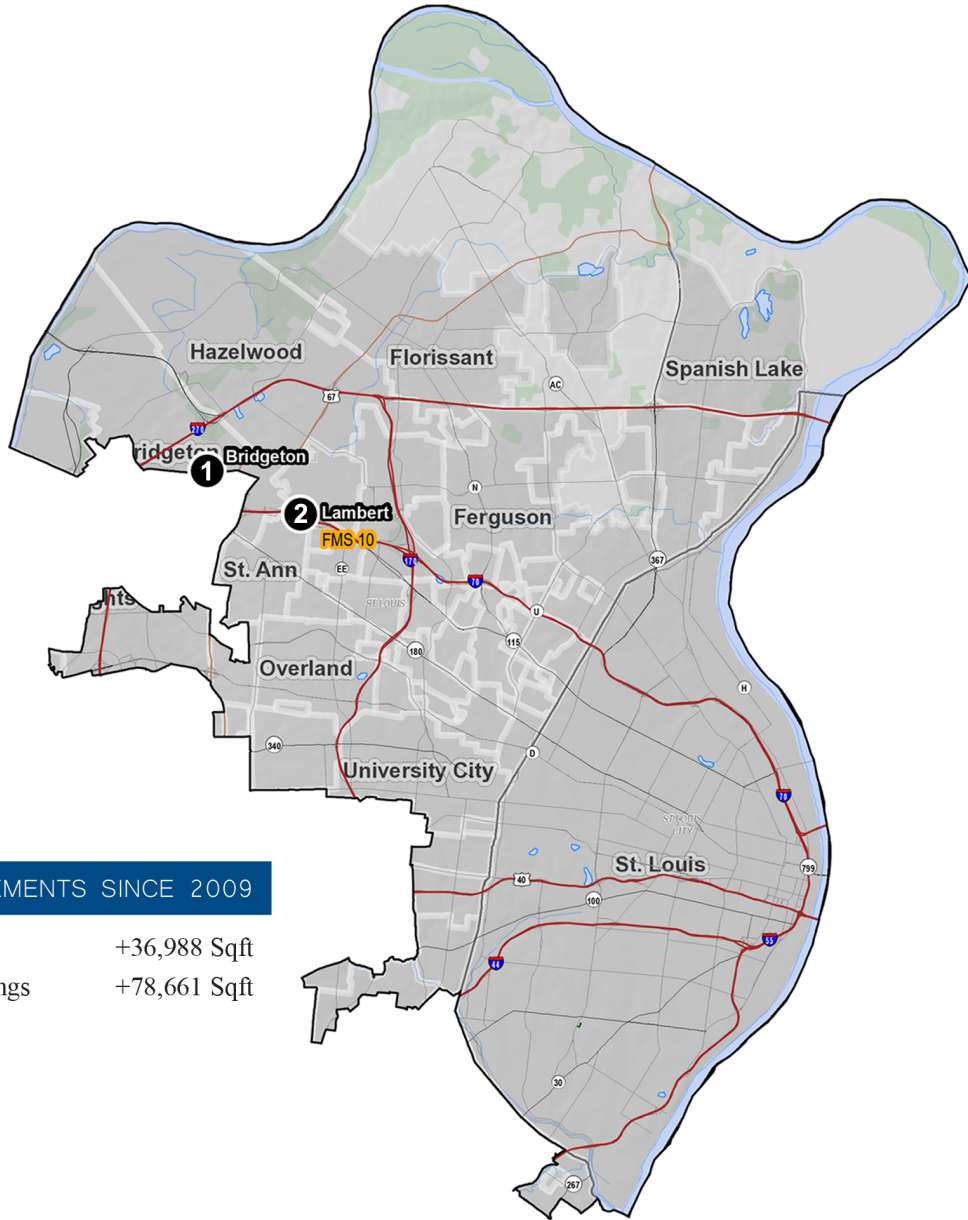 Hazelwood
Florissant
Spanish Lake
AC
67
270
ridgeton
1 Bridgeton
N
2 Lambert
FMS 10
Ferguson
St. Ann
EE
170
70
367
ST LOUIS
U
hts
180
115
Overland
H
340
D
University City
70
ST LOUIS
CITY
St. Louis
799
EMENTS SINCE 2009
40
100
+36,988 Sqft
55
44
ngs +78,661 Sqft
30
267